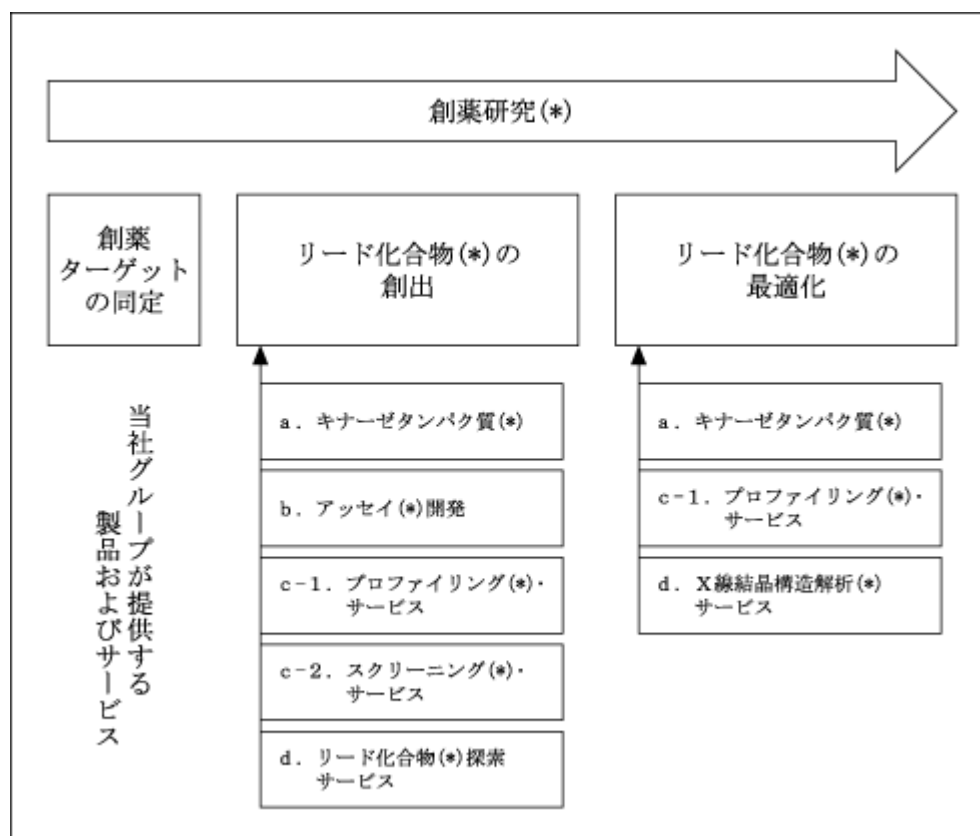 創薬研究(*)
創薬
ターゲット
の同定
リード化合物(*)の
創出
リード化合物(*)の
最適化
当社グループが提供する
製品およびサービス
a．キナーゼタンパク質(*)
b．アッセイ(*)開発
c-1．プロファイリング(*)・
サービス
c-2．スクリーニング(*)・
サービス
d．リード化合物(*)探索
サービス
a．キナーゼタンパク質(*)
c-1．プロファイリング(*)・
サービス
d．X線結晶構造解析(*)
サービス